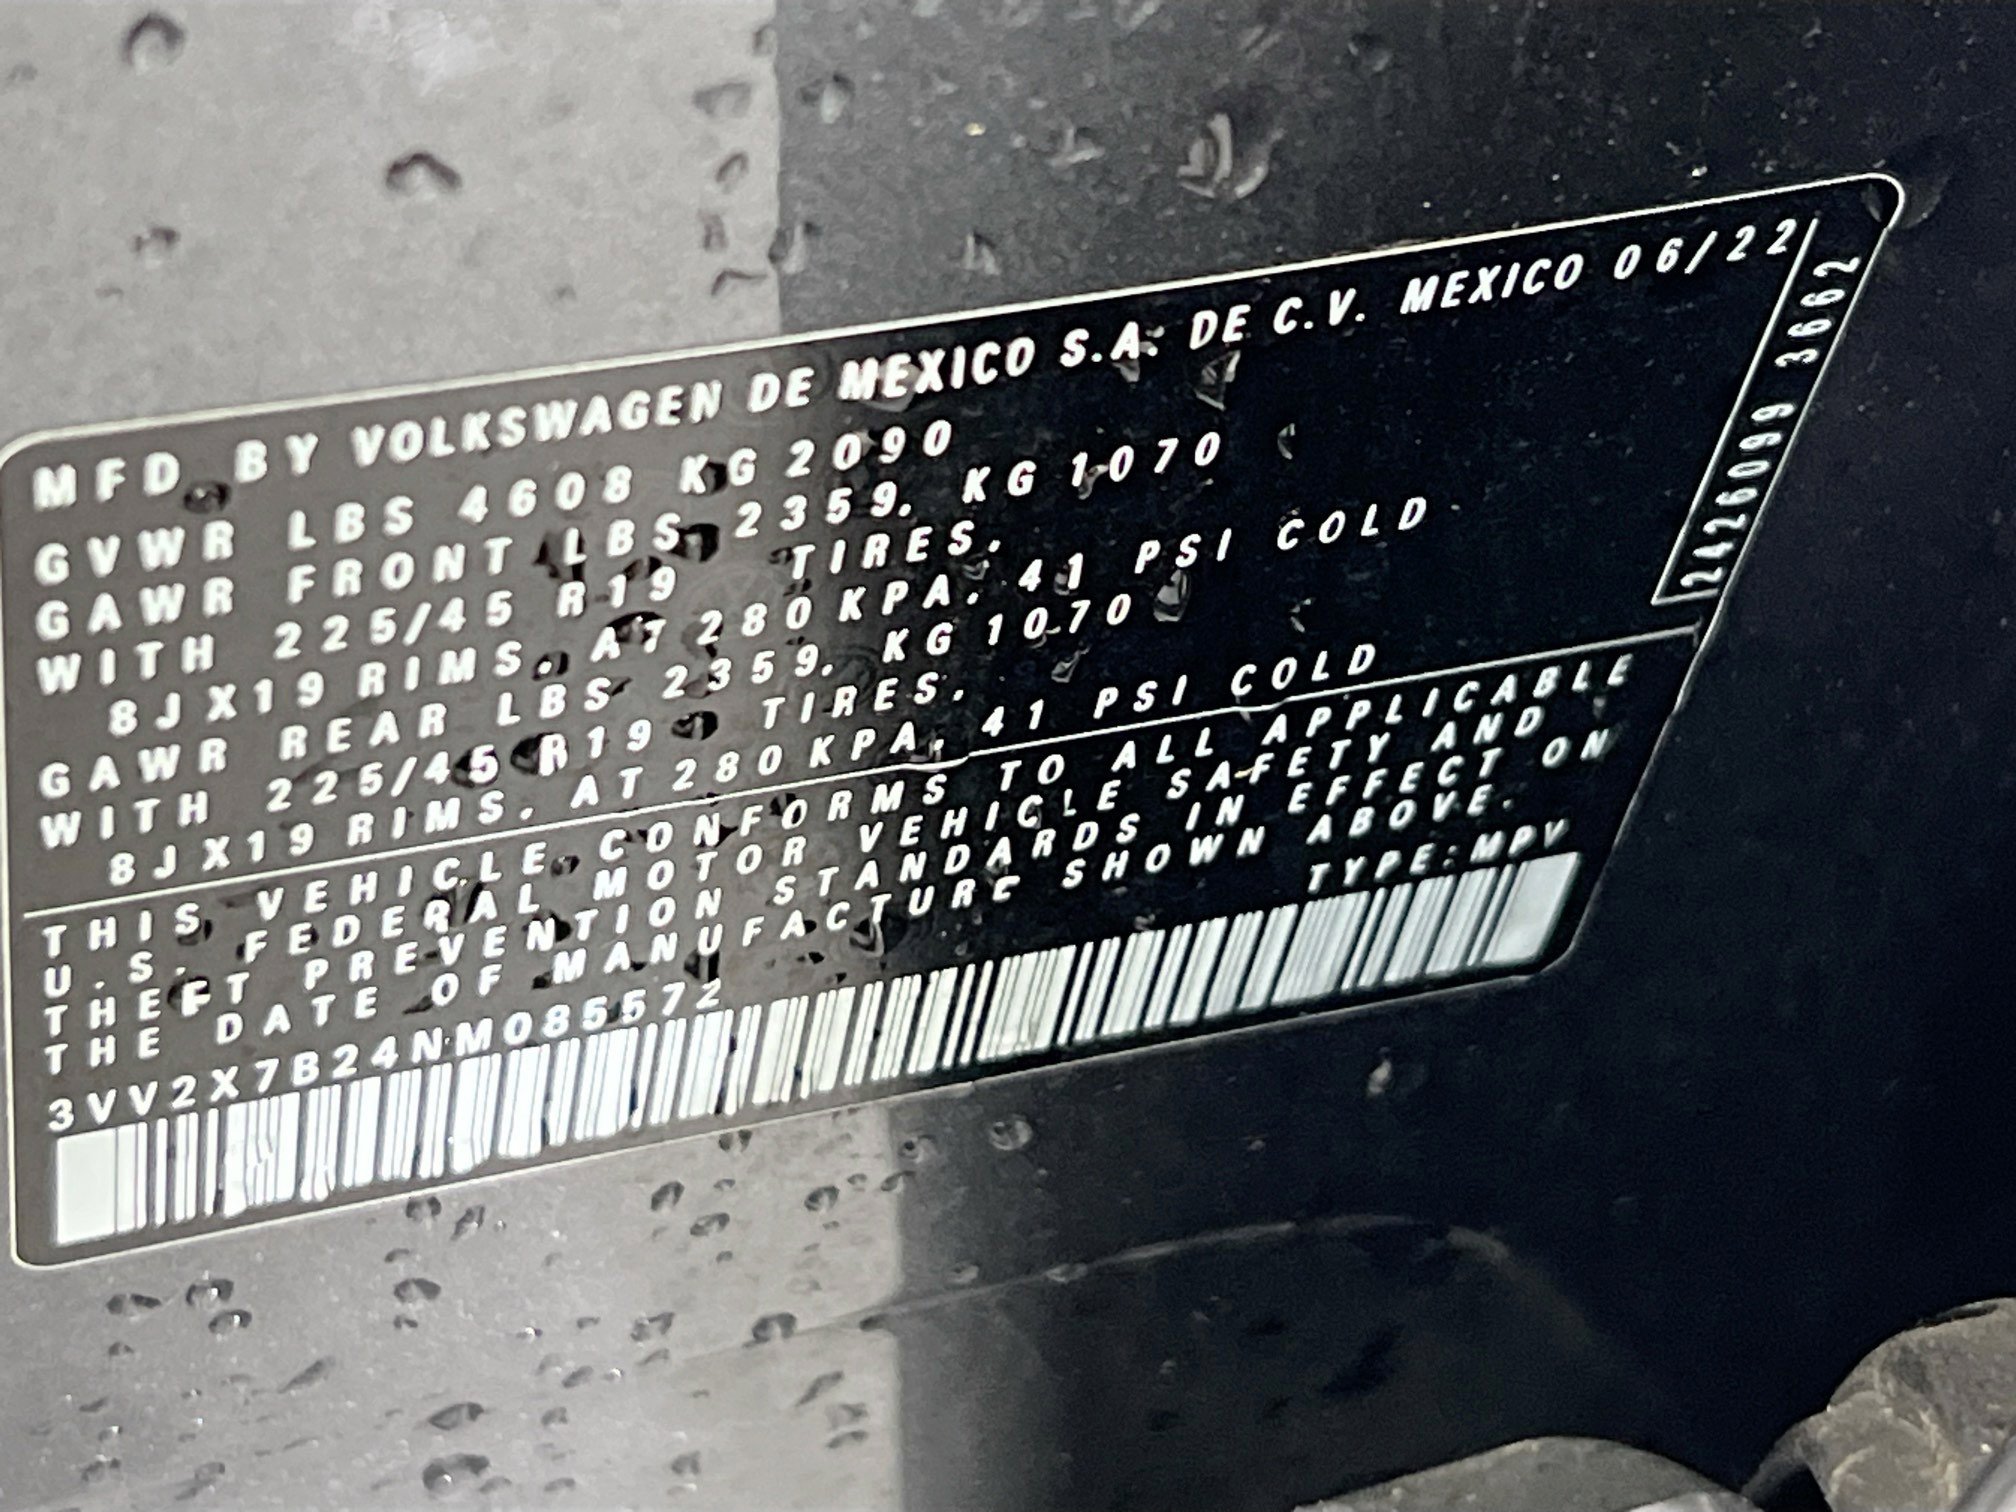 MFD. BY VOLKSWAGEN DE MEXICO S.A. DE C.V. MEXICO 06/22
GVWR LBS 4608 KG 2090
GAWR FRONT LBS 2359. KG 1070
WITH 225/45 R19 TIRES.
8J X19 RIMS. AT 280 KPA. 41 PSI COLD
GAWR REAR LBS 2359. KG 1070
WITH 225/45 R19 TIRES.
8J X19 RIMS. AT 280 KPA. 41 PSI COLD
THIS VEHICLE CONFORMS TO ALL APPLICABLE
U.S. FEDERAL MOTOR VEHICLE SAFETY AND
THEFT PREVENTION STANDARDS IN EFFECT ON
THE DATE OF MANUFACTURE SHOWN ABOVE.
3VV2X7B24NM085572 TYPE:MPV
2426099 3662